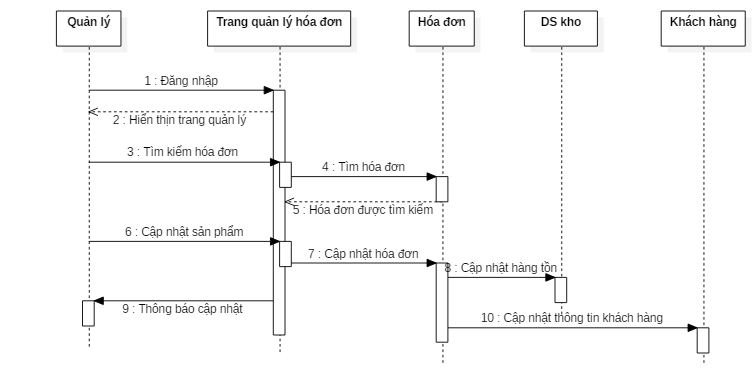 Quản lý
Trang quản lý hóa đơn
Hóa đơn
DS kho
Khách hàng
1 : Đăng nhập
2 : Hiển thịn trang quản lý
3 : Tìm kiếm hóa đơn
4 : Tìm hóa đơn
5 : Hóa đơn được tìm kiếm
6 : Cập nhật sản phẩm
7 : Cập nhật hóa đơn
8 : Cập nhật hàng tồn
9 : Thông báo cập nhật
10 : Cập nhật thông tin khách hàng